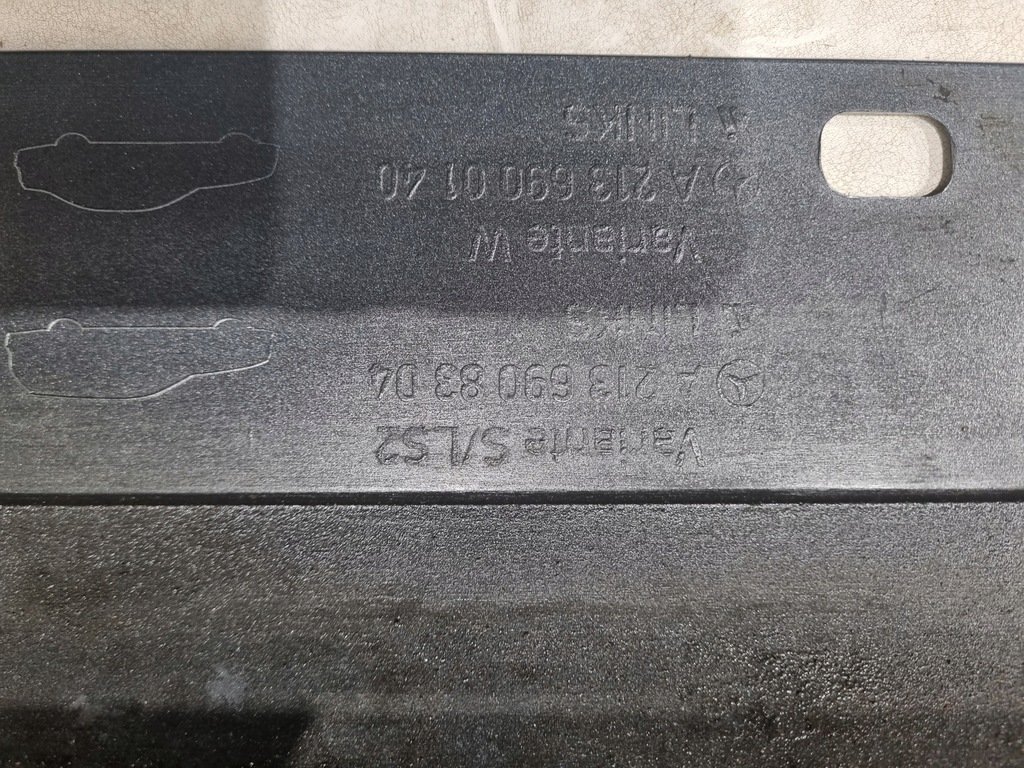 Variante S/LS2
A 213 690 83 04
LINKS
Variante W
A 213 690 01 40
LINKS